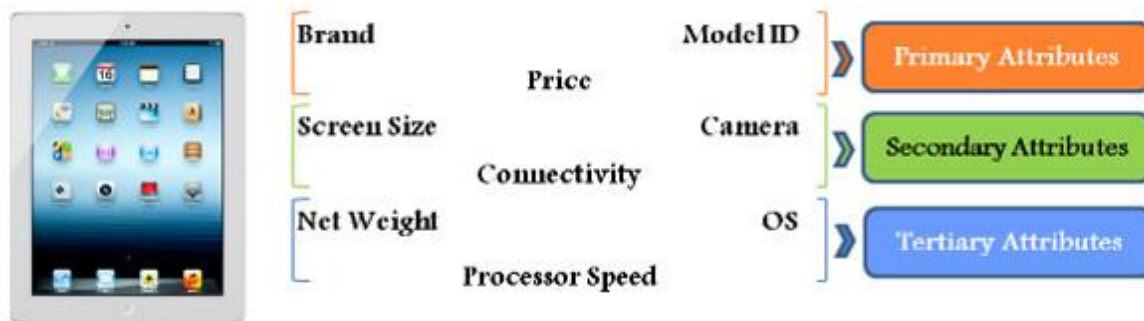 Brand Model ID
Price
Primary Attributes
Screen Size Camera
Connectivity
Secondary Attributes
Net Weight OS
Processor Speed
Tertiary Attributes
16